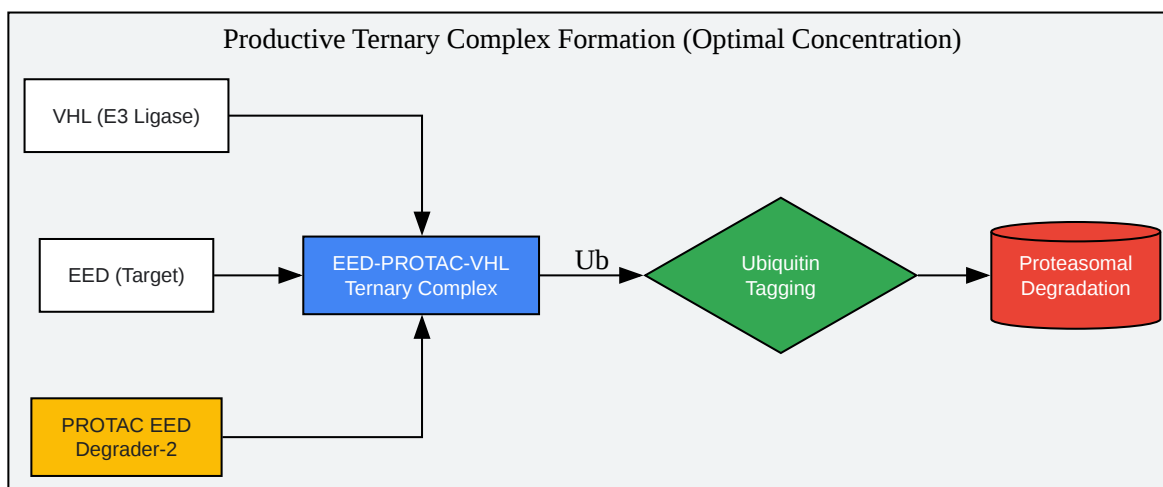 Productive Ternary Complex Formation (Optimal Concentration)
VHL (E3 Ligase)
EED (Target)
PROTAC EED
Degrader-2
EED-PROTAC-VHL
Ternary Complex
Ub
Ubiquitin
Tagging
Proteasomal
Degradation